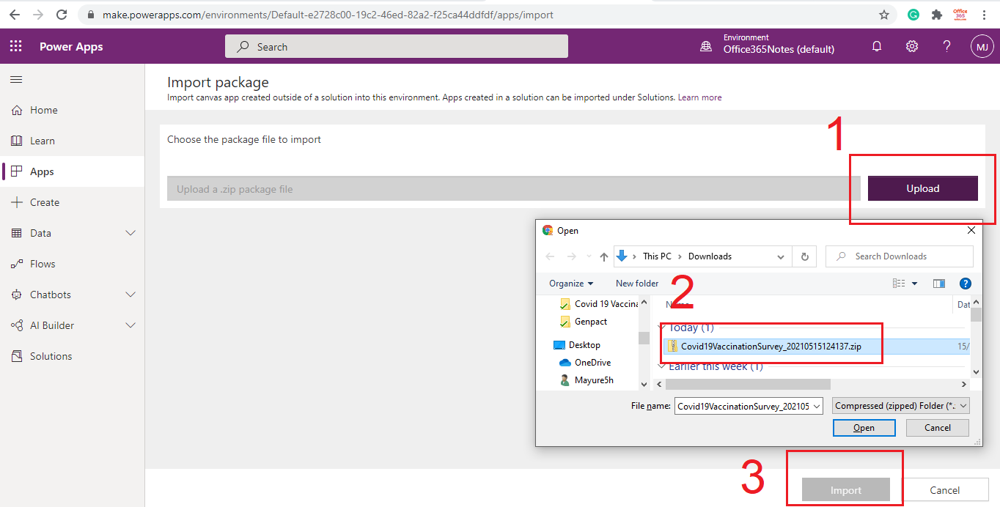 make.powerapps.com/environments/Default-e2728c00-19c2-46ed-82a2-f25ca44ddfdf/apps/import
Office 365
Power Apps
Search
Environment
Office365Notes (default)
?
MJ
Import package
Import canvas app created outside of a solution into this environment. Apps created in a solution can be imported under Solutions. Learn more
Home
Learn
Apps
Create
Data
Flows
Chatbots
AI Builder
Solutions
Choose the package file to import
1
Upload a .zip package file
Upload
Open
This PC > Downloads
Search Downloads
Organize
New folder
?
2
Covid 19 Vaccina
Genpact
Desktop
OneDrive
Mayure5h
Name
Dat
Today (1)
Covid19VaccinationSurvey_20210515124137.zip
15/
Earlier this week (1)
File name:
Covid19VaccinationSurvey_202105
Compressed (zipped) Folder (*.
Open
Cancel
3
Import
Cancel